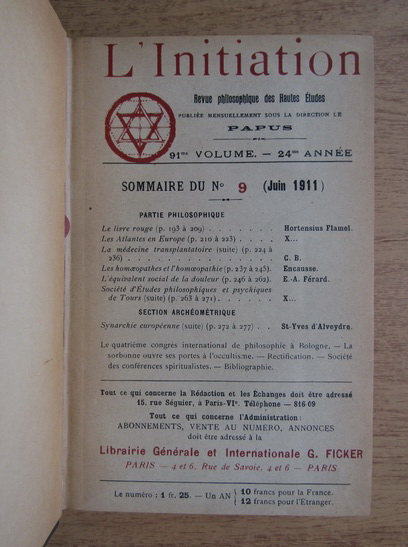 L'Initiation
Revue philosophique des Hautes Études
PUBLIÉE MENSUELLEMENT SOUS LA DIRECTION DE
PAPUS
91me VOLUME. — 24me ANNÉE
SOMMAIRE DU No 9 (Juin 1911)
PARTIE PHILOSOPHIQUE
Le livre rouge (p. 193 à 209) . . . . . . . Hortensius Flamel.
Les Atlantes en Europe (p. 210 à 223) . . . . X...
La médecine transplantatoire (suite) (p. 224 à
236) . . . . . . . . . . . . . . . C. B.
Les homœopathes et l'homœopathie (p. 237 à 245). Encausse.
L'équivalent social de la douleur (p. 246 à 262). E.-A. Férard.
Société d'Études philosophiques et psychiques
de Tours (suite) (p. 263 à 271) . . . . . . X...
SECTION ARCHÉOMÉTRIQUE
Synarchie européenne (suite) (p. 272 à 277) . . St-Yves d'Alveydre.
Le quatrième congres international de philosophie à Bologne. — La
sorbonne ouvre ses portes à l'occultisme. — Rectification. — Société
des conférences spiritualistes. — Bibliographie.
Tout ce qui concerne la Rédaction et les Échanges doit être adressé
15, rue Séguier, à Paris-VIe. Téléphone — 816-09
Tout ce qui concerne l'Administration:
ABONNEMENTS, VENTE AU NUMERO, ANNONCES
doit être adressé à la
Librairie Générale et Internationale G. FICKER
PARIS — 4 et 6, Rue de Savoie, 4 et 6 — PARIS
Le numéro : 1 fr. 25. — Un AN { 10 francs pour la France.
12 francs pour l'Etranger.